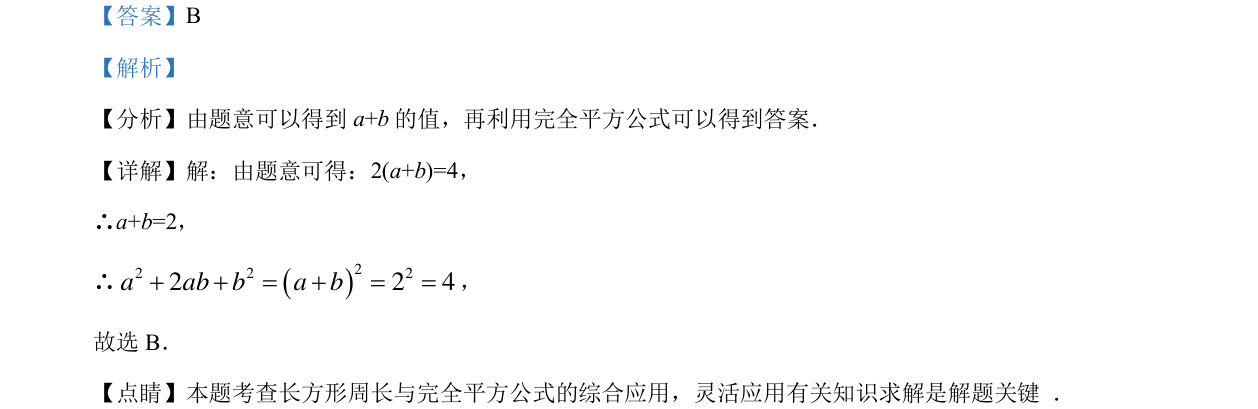 【答案】B
【解析】
【分析】由题意可以得到 a+b 的值，再利用完全平方公式可以得到答案．
【详解】解：由题意可得：2(a+b)=4，
∴a+b=2，
∴ a² + 2ab + b² = (a + b)² = 2² = 4，
故选 B．
【点睛】本题考查长方形周长与完全平方公式的综合应用，灵活应用有关知识求解是解题关键 ．